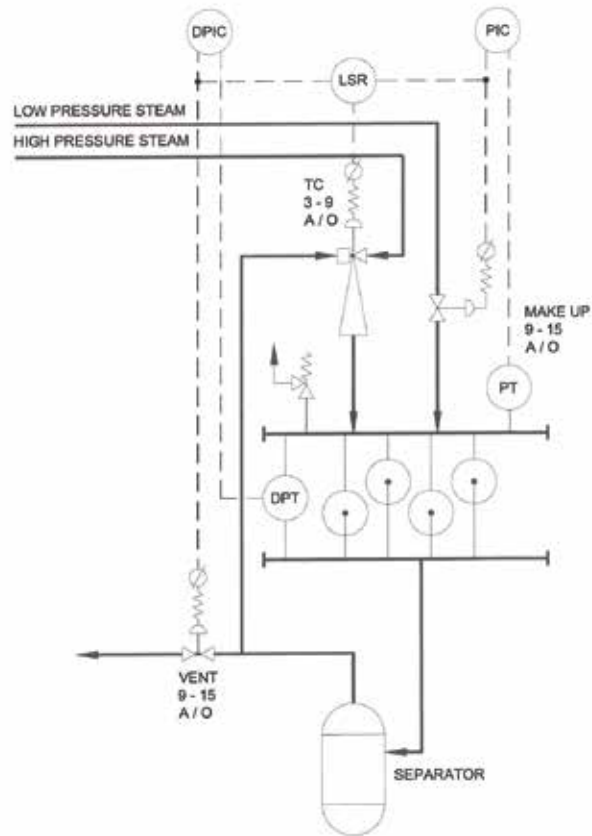 DPIC
PIC
LSR
LOW PRESSURE STEAM
HIGH PRESSURE STEAM
TC
3 - 9
A / O
MAKE UP
9 - 15
A / O
PT
DPT
VENT
9 - 15
A / O
SEPARATOR